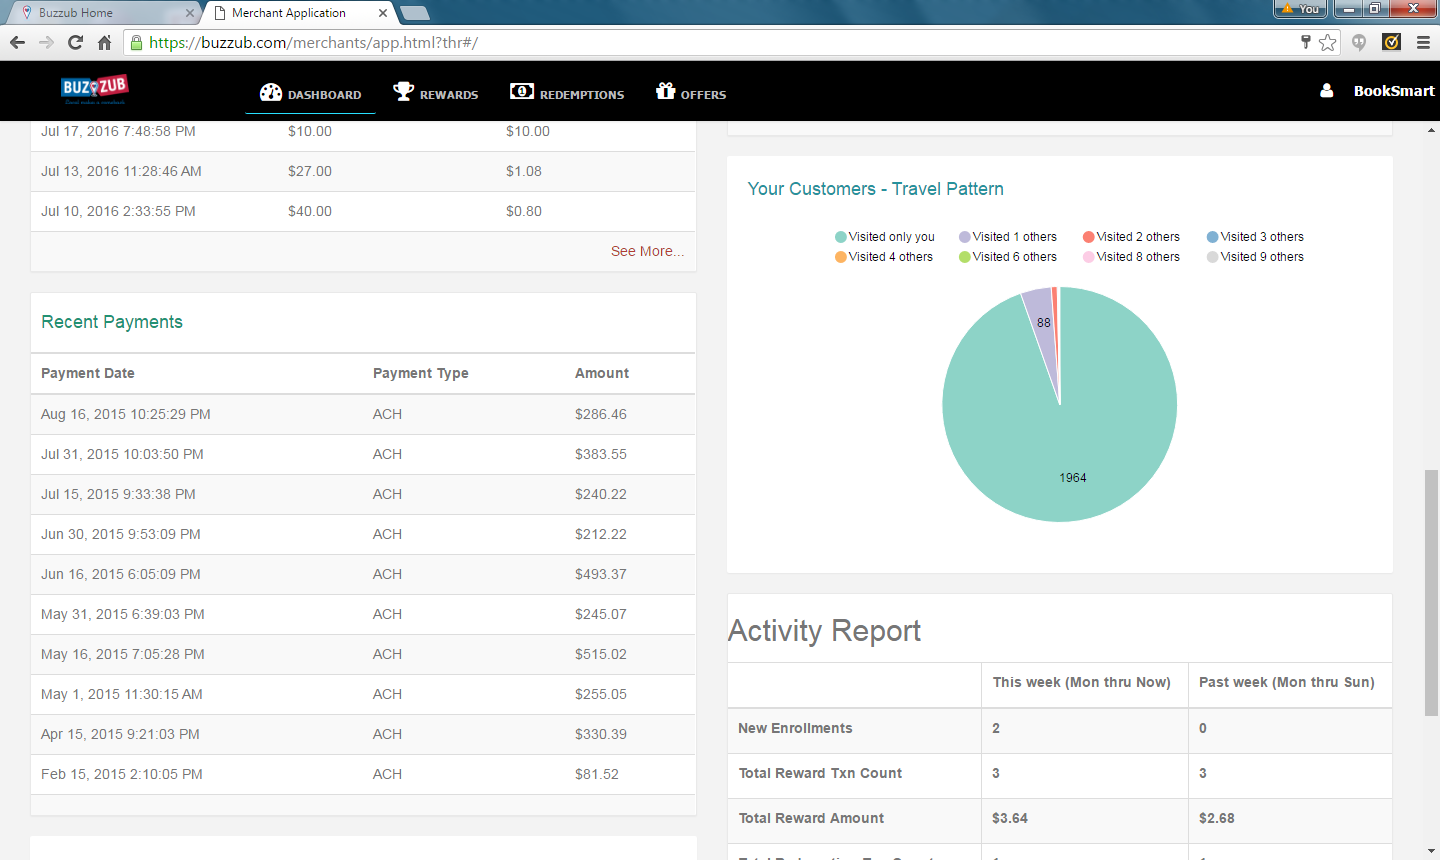 Buzzub Home
Merchant Application
You
https://buzzub.com/merchants/app.html?thr#/
BUZZUB
DASHBOARD
REWARDS
REDEMPTIONS
OFFERS
BookSmart
Jul 17, 2016 7:48:58 PM $10.00 $10.00
Jul 13, 2016 11:28:46 AM $27.00 $1.08
Jul 10, 2016 2:33:55 PM $40.00 $0.80
See More...
Recent Payments
Payment Date Payment Type Amount
Aug 16, 2015 10:25:29 PM ACH $286.46
Jul 31, 2015 10:03:50 PM ACH $383.55
Jul 15, 2015 9:33:38 PM ACH $240.22
Jun 30, 2015 9:53:09 PM ACH $212.22
Jun 16, 2015 6:05:09 PM ACH $493.37
May 31, 2015 6:39:03 PM ACH $245.07
May 16, 2015 7:05:28 PM ACH $515.02
May 1, 2015 11:30:15 AM ACH $255.05
Apr 15, 2015 9:21:03 PM ACH $330.39
Feb 15, 2015 2:10:05 PM ACH $81.52
Your Customers - Travel Pattern
Visited only you Visited 1 others Visited 2 others Visited 3 others
Visited 4 others Visited 6 others Visited 8 others Visited 9 others
88
1964
Activity Report
This week (Mon thru Now) Past week (Mon thru Sun)
New Enrollments 2 0
Total Reward Txn Count 3 3
Total Reward Amount $3.64 $2.68